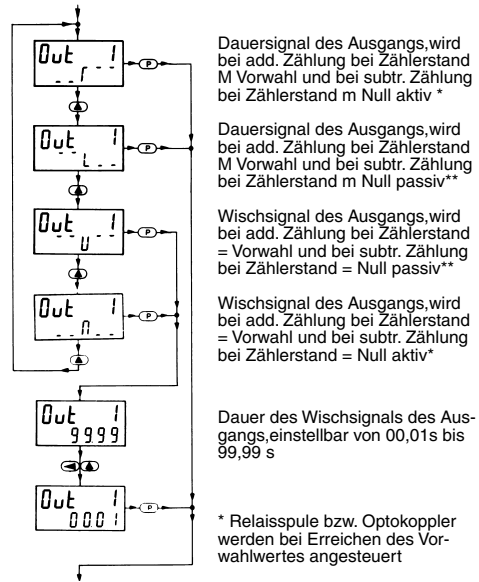 Out 1
P
Dauersignal des Ausgangs,wird
bei add. Zählung bei Zählerstand
M Vorwahl und bei subtr. Zählung
bei Zählerstand m Null aktiv *
Out 1
P
Dauersignal des Ausgangs,wird
bei add. Zählung bei Zählerstand
M Vorwahl und bei subtr. Zählung
bei Zählerstand m Null passiv**
Out 1
P
Wischsignal des Ausgangs,wird
bei add. Zählung bei Zählerstand
= Vorwahl und bei subtr. Zählung
bei Zählerstand = Null passiv**
Out 1
P
Wischsignal des Ausgangs,wird
bei add. Zählung bei Zählerstand
= Vorwahl und bei subtr. Zählung
bei Zählerstand = Null aktiv*
Out 1
99.99
Dauer des Wischsignals des Aus-
gangs,einstellbar von 00,01s bis
99,99 s
Out 1
00.01
P
* Relaisspule bzw. Optokoppler
werden bei Erreichen des Vor-
wahlwertes angesteuert